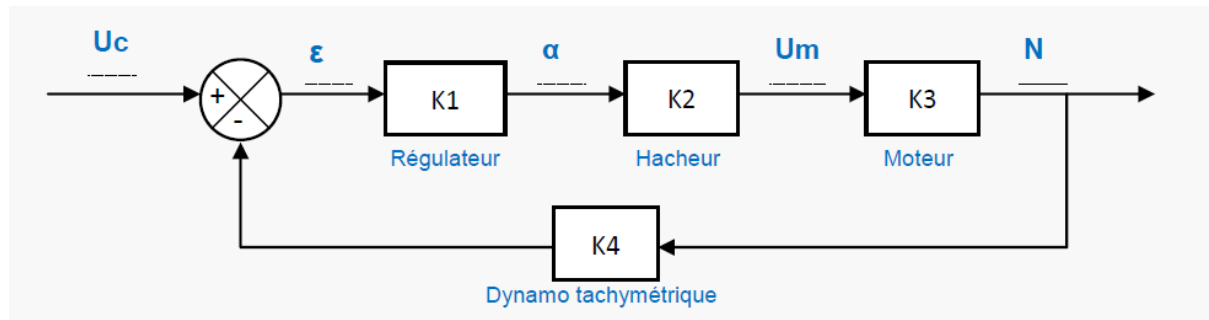 Uc ε α Um N
+ K1 K2 K3
-
Régulateur Hacheur Moteur
K4
Dynamo tachymétrique